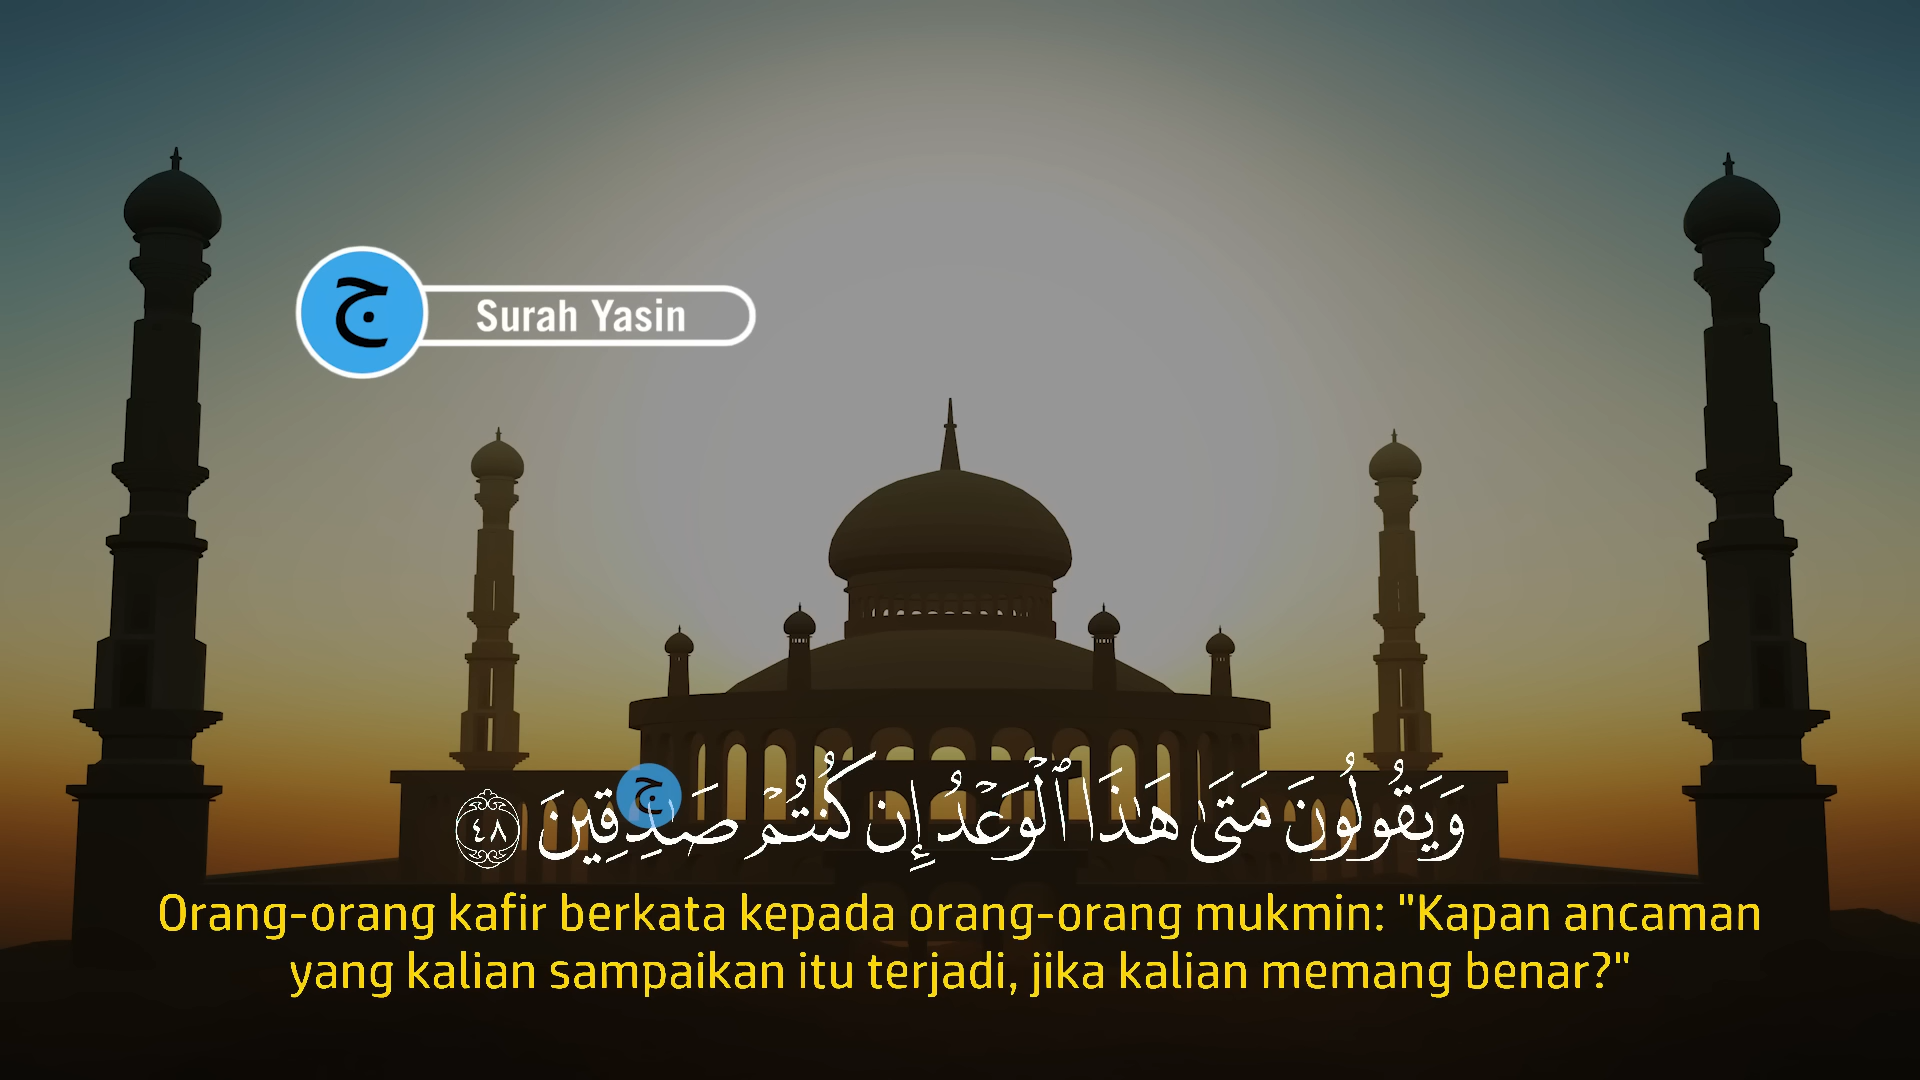 ج
Surah Yasin
ج
وَيَقُولُونَ مَتَىٰ هَٰذَا ٱلْوَعْدُ إِن كُنتُمْ صَٰدِقِينَ ٤٨
Orang-orang kafir berkata kepada orang-orang mukmin: "Kapan ancaman
yang kalian sampaikan itu terjadi, jika kalian memang benar?"